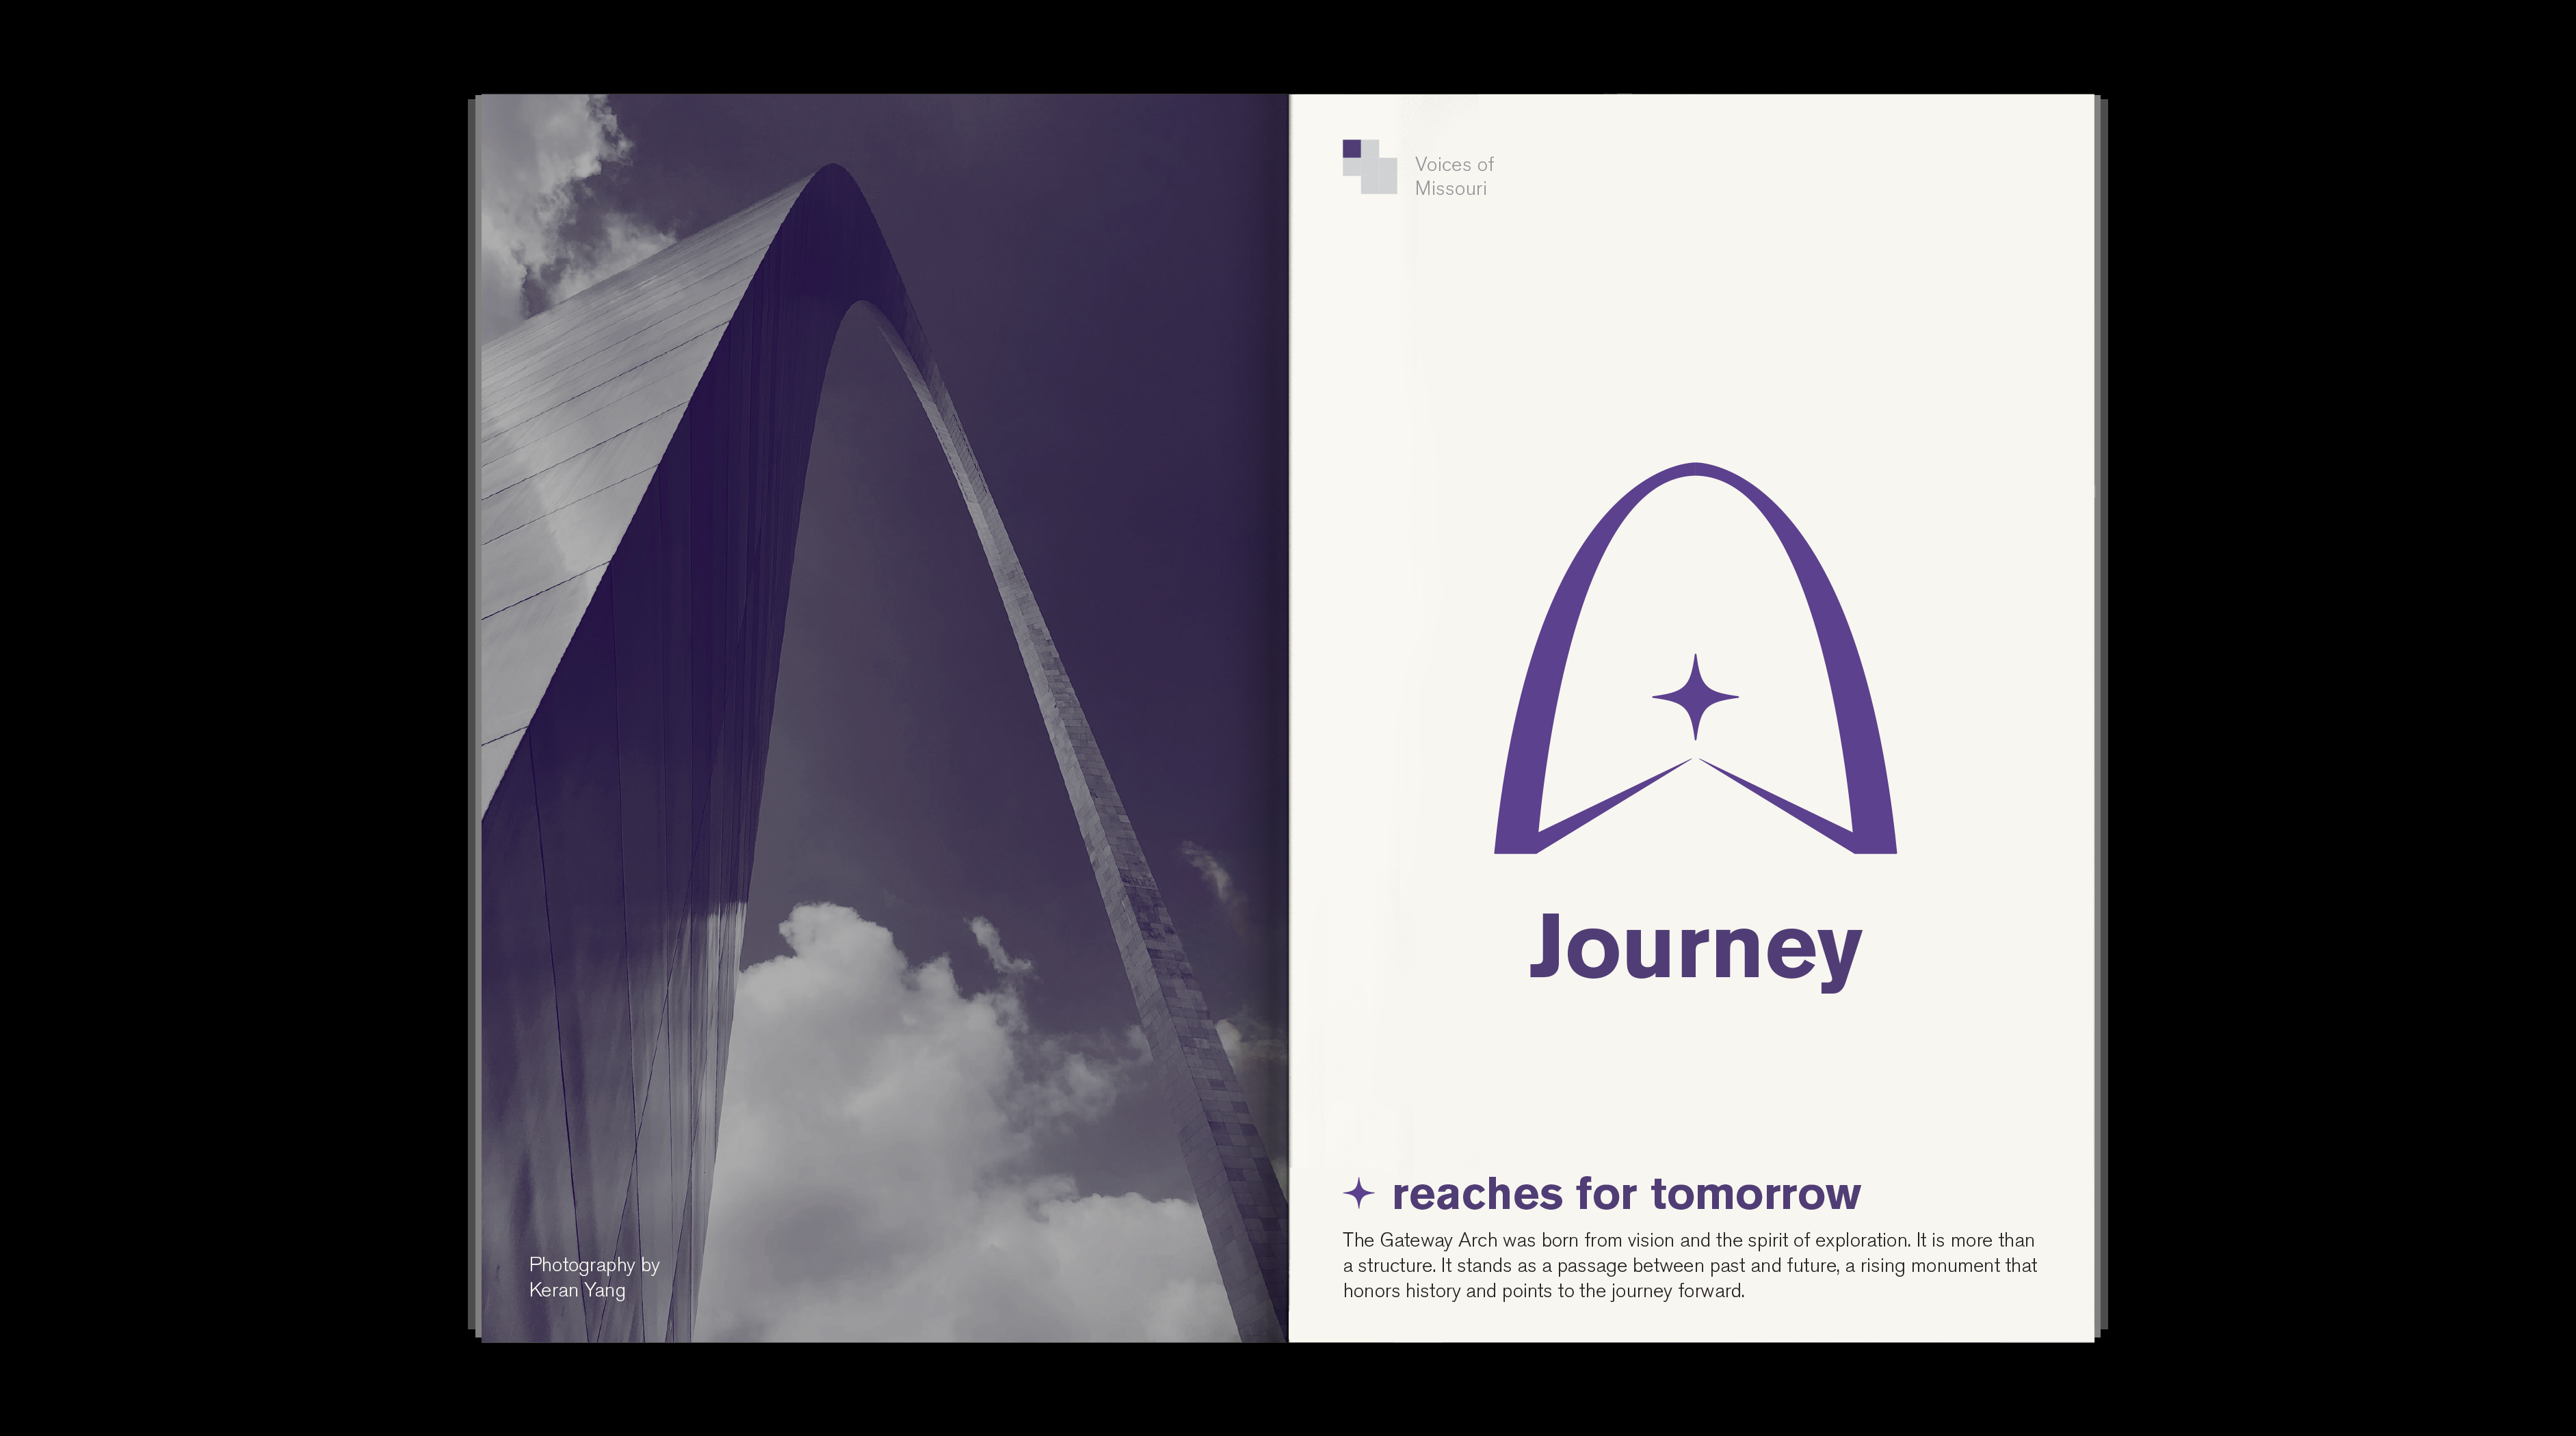 Photography by
Keran Yang
Voices of
Missouri
Journey
reaches for tomorrow
The Gateway Arch was born from vision and the spirit of exploration. It is more than
a structure. It stands as a passage between past and future, a rising monument that
honors history and points to the journey forward.